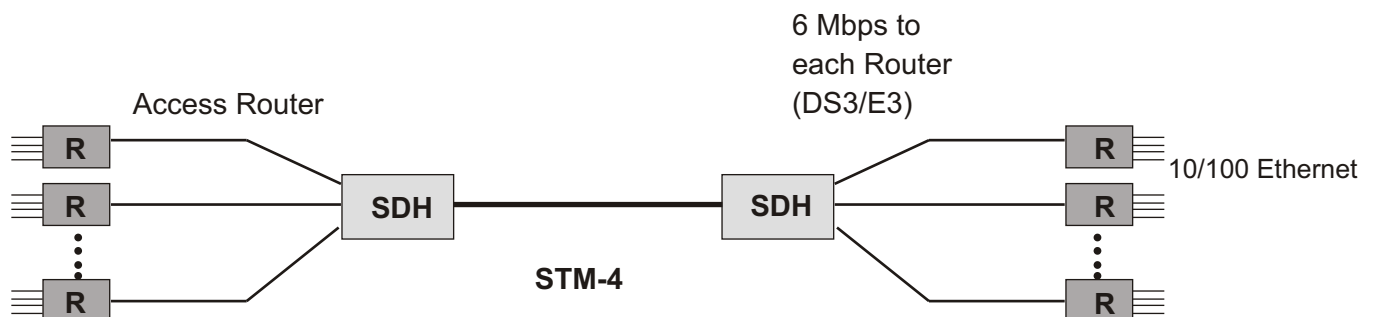 6 Mbps to
each Router
(DS3/E3)
Access Router
R
R
10/100 Ethernet
R
SDH
SDH
R
STM-4
R
R